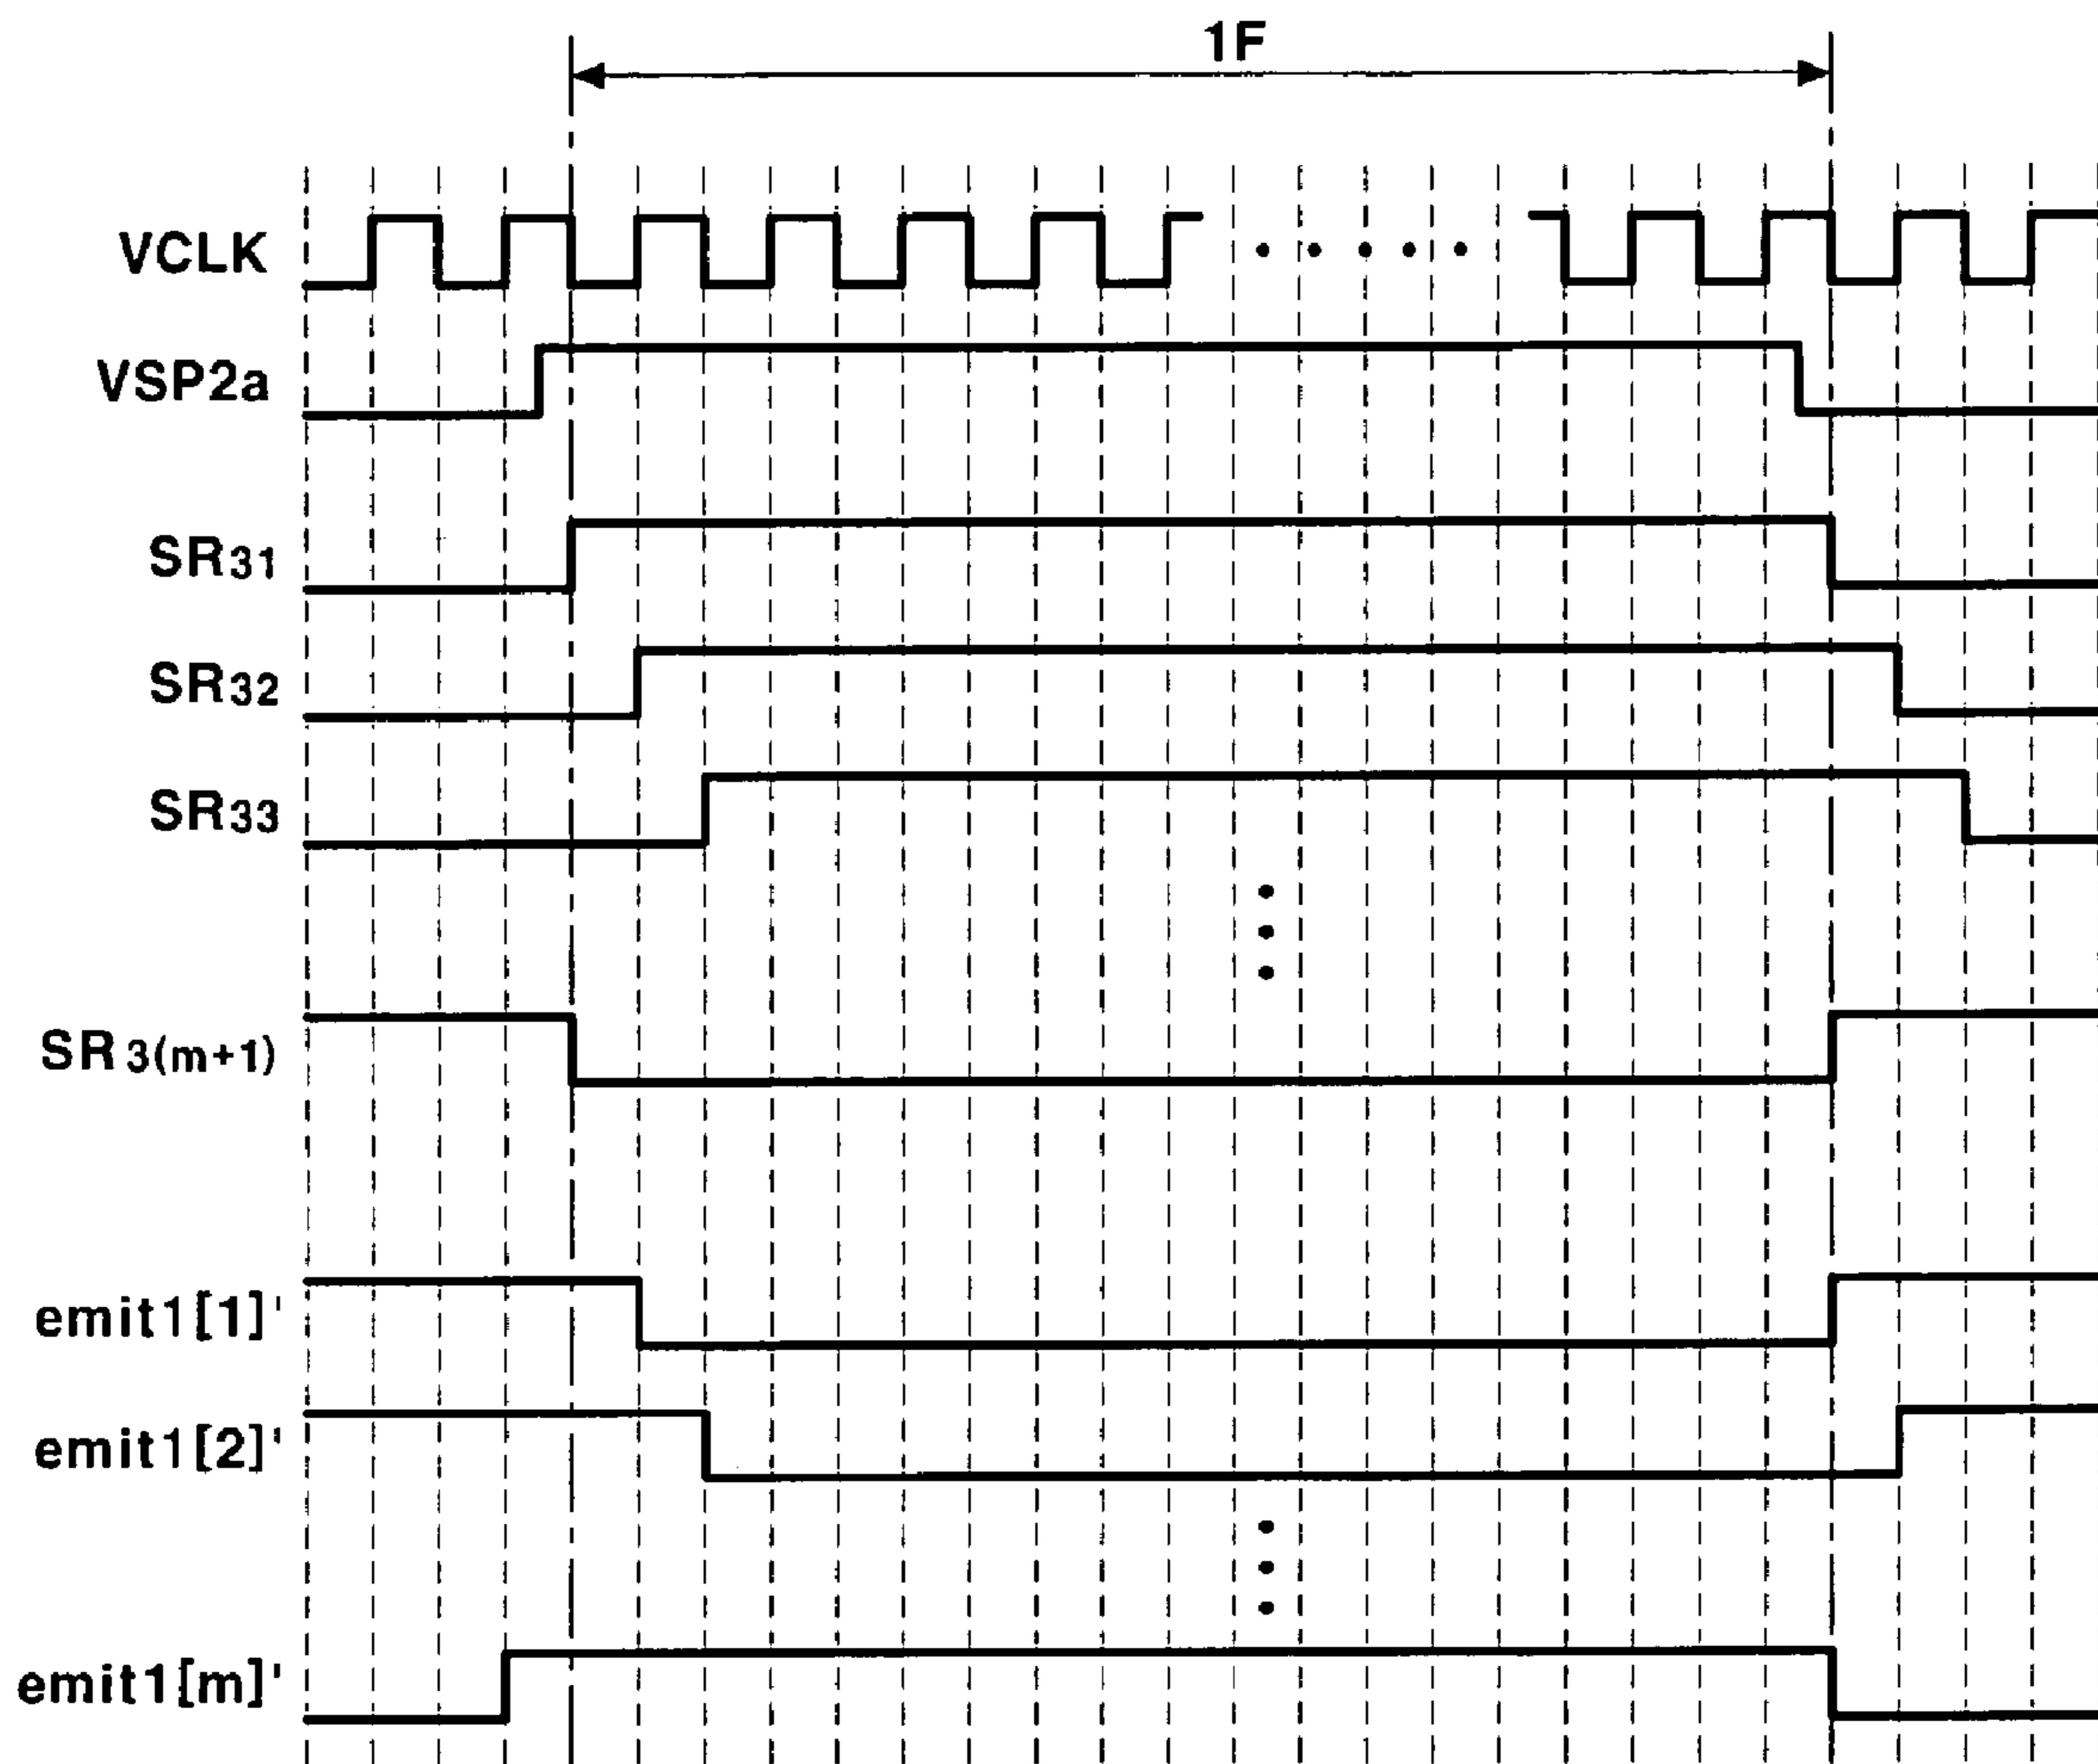 1F
VCLK
VSP2a
SR31
SR32
SR33
SR3(m+1)
emit1[1]'
emit1[2]'
emit1[m]'